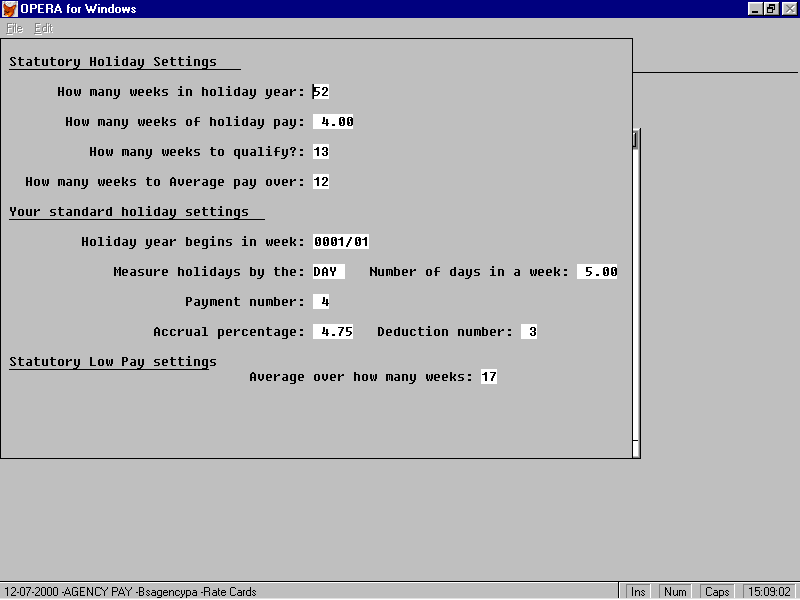 OPERA for Windows
File Edit
Statutory Holiday Settings
How many weeks in holiday year: 52
How many weeks of holiday pay: 4.00
How many weeks to qualify?: 13
How many weeks to Average pay over: 12
Your standard holiday settings
Holiday year begins in week: 0001/01
Measure holidays by the: DAY Number of days in a week: 5.00
Payment number: 4
Accrual percentage: 4.75 Deduction number: 3
Statutory Low Pay settings
Average over how many weeks: 17
12-07-2000 -AGENCY PAY -Bsagencypa -Rate Cards Ins Num Caps 15:09:02